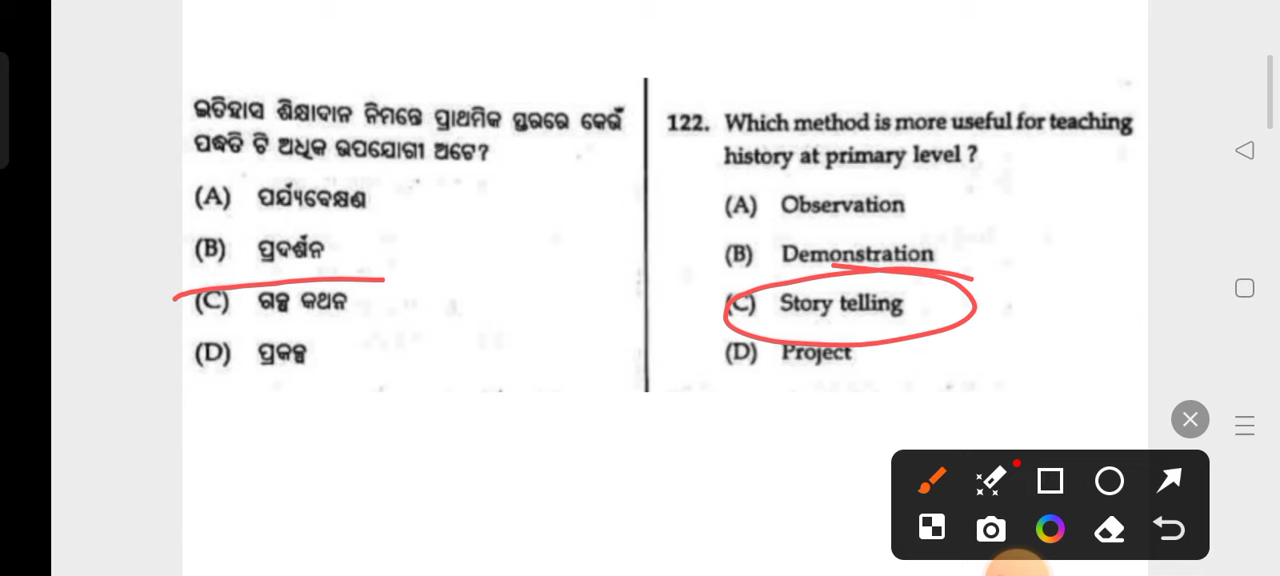 ଇତିହାସ ଶିକ୍ଷାଦାନ ନିମନ୍ତେ ପ୍ରାଥମିକ ସ୍ତରରେ କେଉଁ
ପଦ୍ଧତି ଟି ଅଧିକ ଉପଯୋଗୀ ଅଟେ?
(A) ପର୍ଯ୍ୟବେକ୍ଷଣ
(B) ପ୍ରଦର୍ଶନ
(C) ଗଳ୍ପ କଥନ
(D) ପ୍ରକଳ୍ପ
122. Which method is more useful for teaching
history at primary level ?
(A) Observation
(B) Demonstration
(C) Story telling
(D) Project